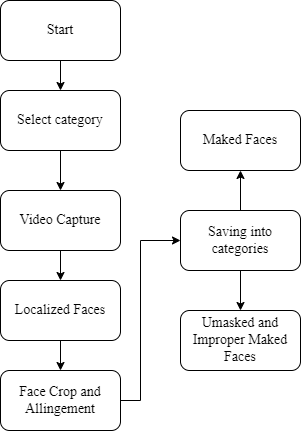 Start
Select category
Video Capture
Localized Faces
Face Crop and
Allingement
Maked Faces
Saving into
categories
Umasked and
Improper Maked
Faces